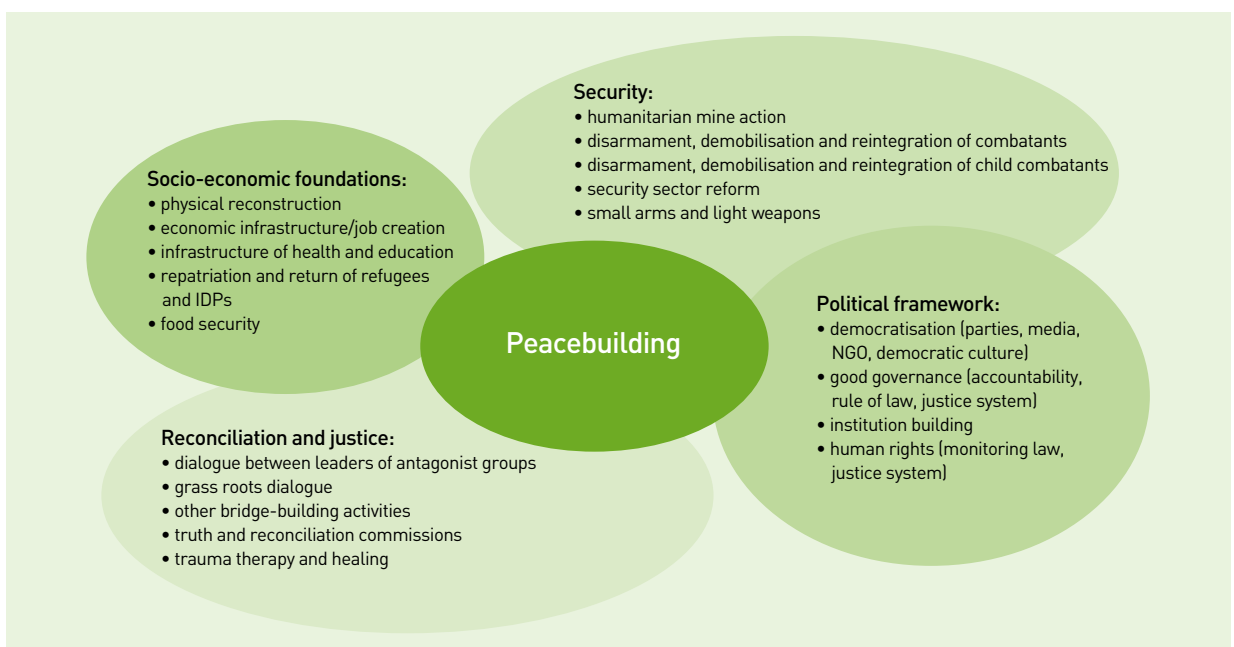 Security:
• humanitarian mine action
• disarmament, demobilisation and reintegration of combatants
• disarmament, demobilisation and reintegration of child combatants
• security sector reform
• small arms and light weapons
Socio-economic foundations:
• physical reconstruction
• economic infrastructure/job creation
• infrastructure of health and education
• repatriation and return of refugees
and IDPs
• food security
Peacebuilding
Political framework:
• democratisation (parties, media,
NGO, democratic culture)
• good governance (accountability,
rule of law, justice system)
• institution building
• human rights (monitoring law,
justice system)
Reconciliation and justice:
• dialogue between leaders of antagonist groups
• grass roots dialogue
• other bridge-building activities
• truth and reconciliation commissions
• trauma therapy and healing